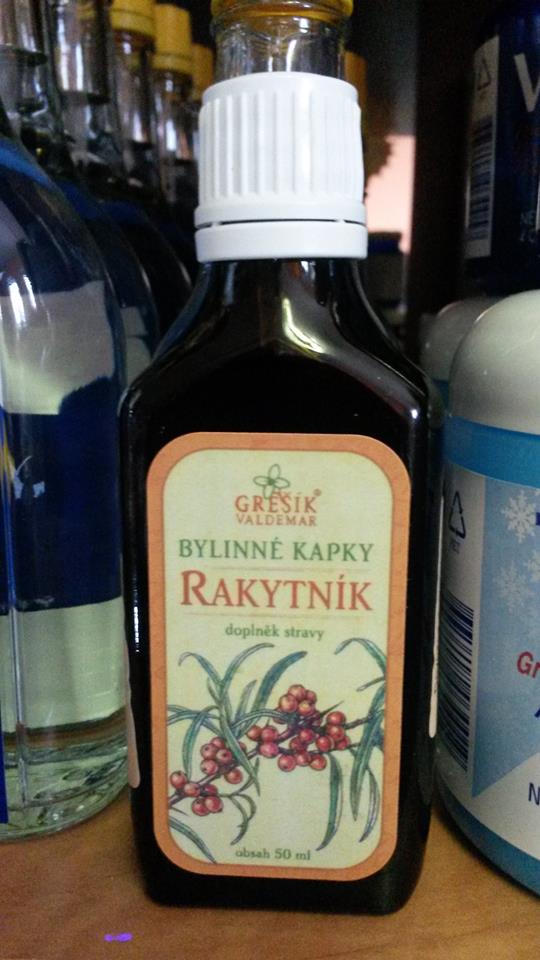 GREŠÍK®
VALDEMAR
BYLINNÉ KAPKY
RAKYTNÍK
doplněk stravy
obsah 50 ml